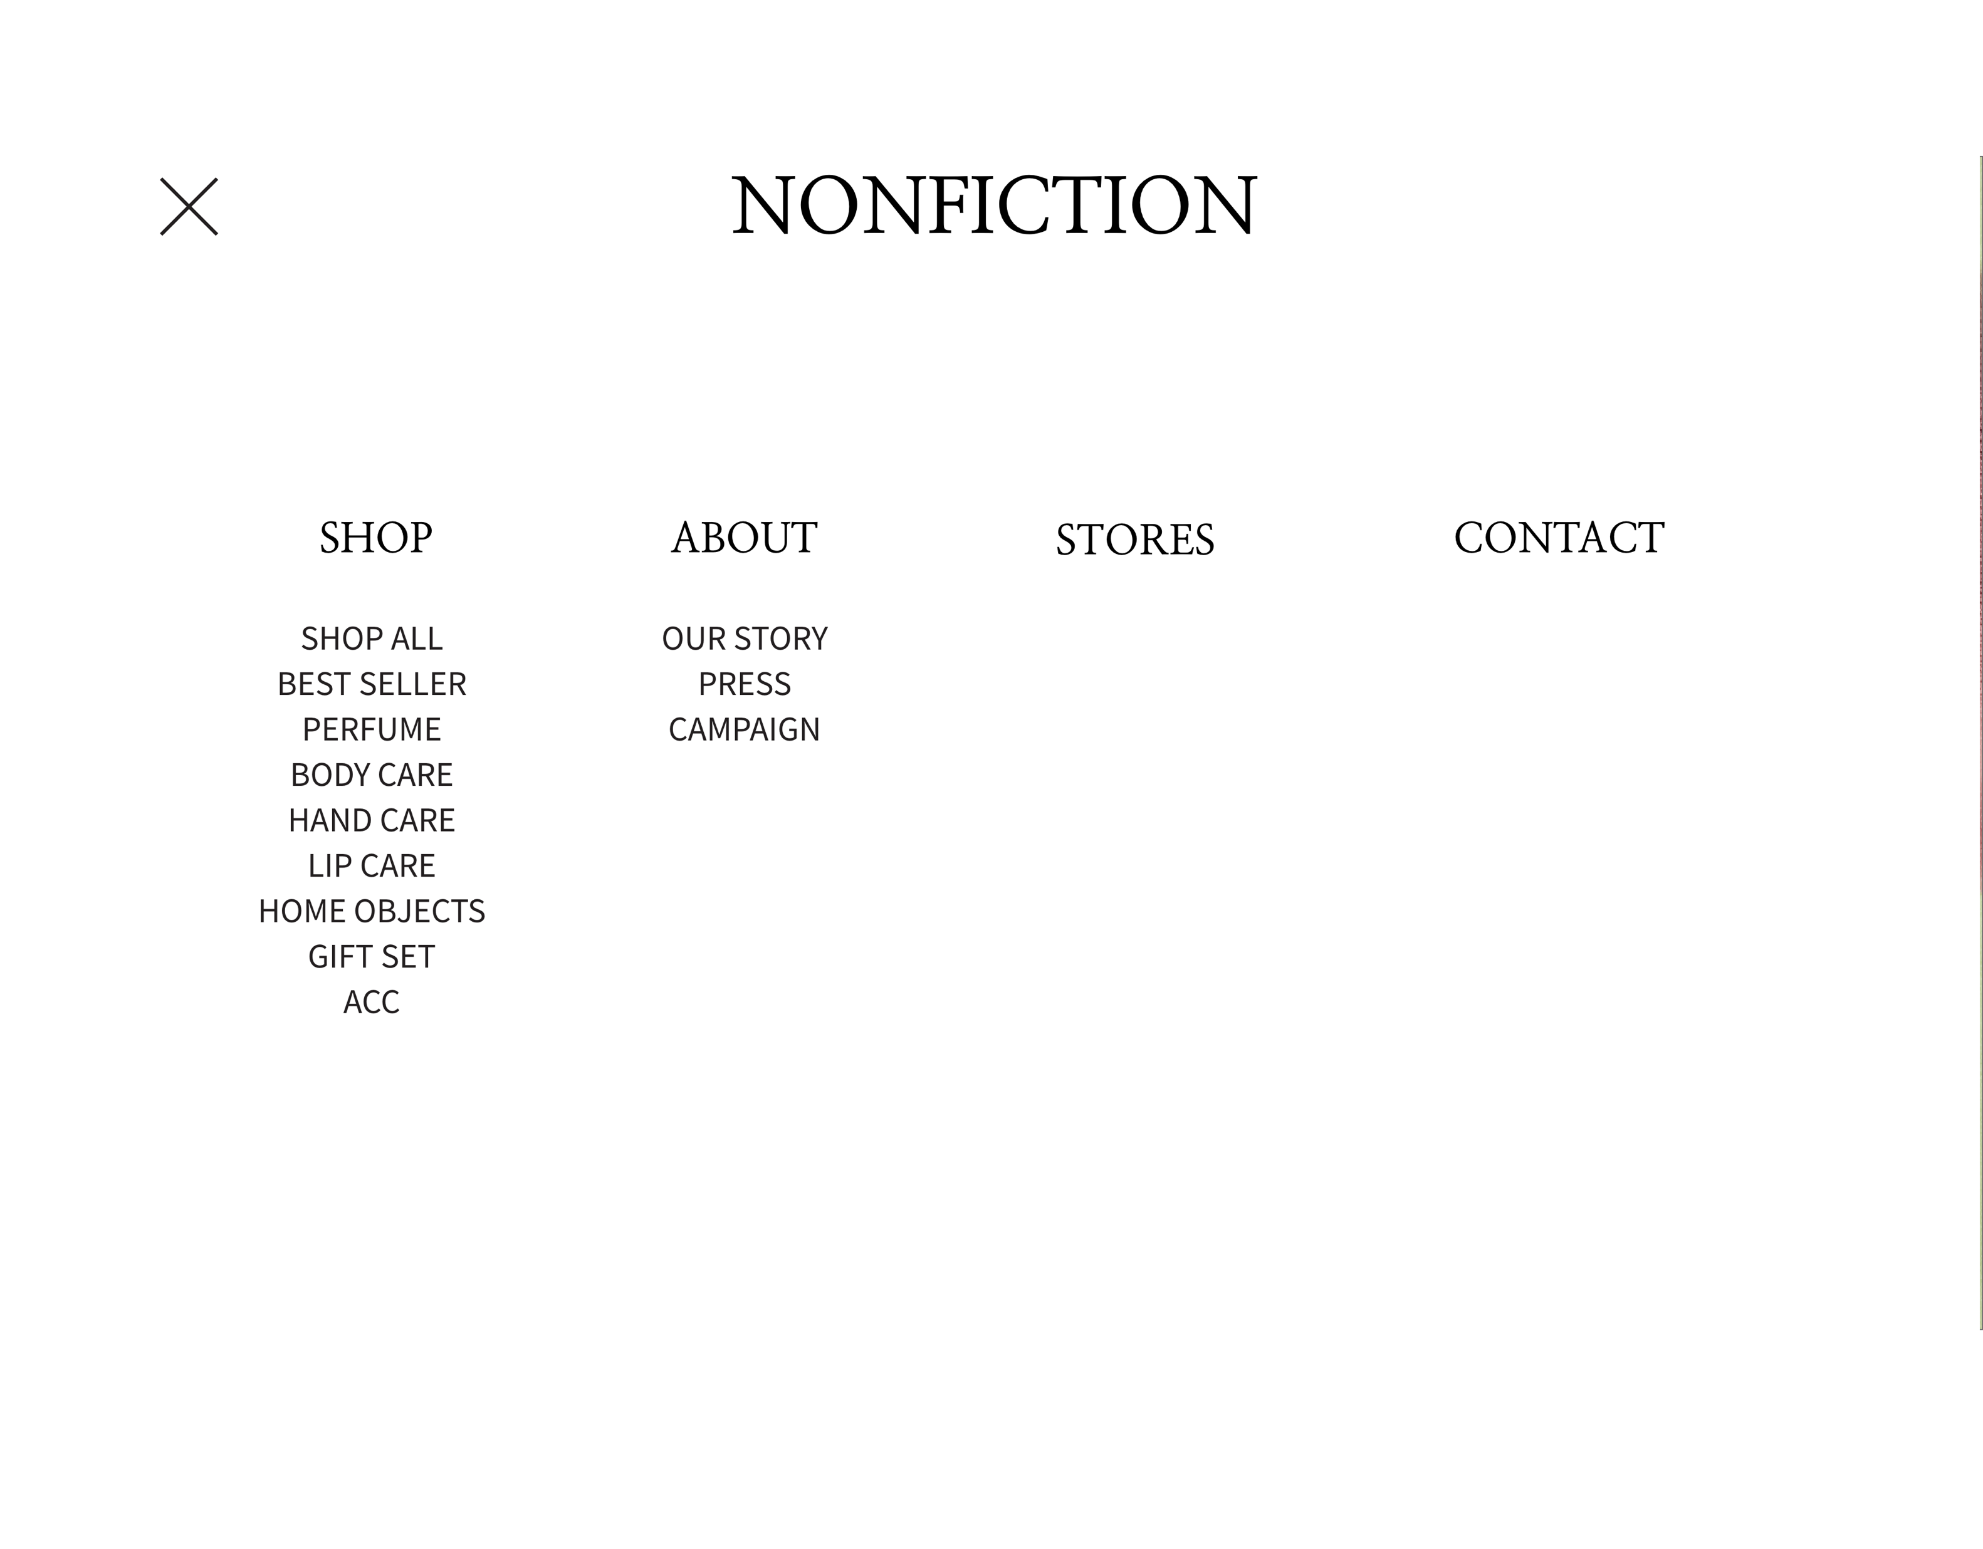 NONFICTION
SHOP
SHOP ALL
BEST SELLER
PERFUME
BODY CARE
HAND CARE
LIP CARE
HOME OBJECTS
GIFT SET
ACC
ABOUT
OUR STORY
PRESS
CAMPAIGN
STORES
CONTACT